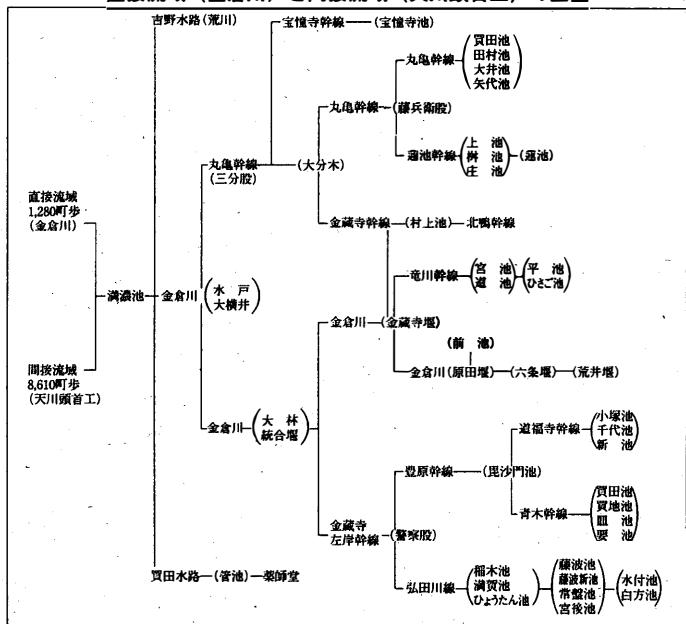 吉野水路(荒川)
宝憧寺幹線 (宝憧寺池)
丸亀幹線
買田池
田村池
大井池
矢代池
丸亀幹線 (藤兵衛股)
蓮池幹線
上池
桝池
庄池
(蓮池)
丸亀幹線
(三分股)
(大分木)
直接流域
1,280町歩
(金倉川)
金蔵寺幹線 (村上池) 北鴨幹線
満濃池
金倉川
水戸
大横井
竜川幹線
宮池
道池
平池
ひさご池
金倉川 (金蔵寺堰)
(前池)
間接流域
8,610町歩
(天川頭首工)
金倉川 (原田堰) (六条堰) (荒井堰)
金倉川
大林
統合堰
道福寺幹線
小塚池
千代池
新池
豊原幹線 (毘沙門池)
青木幹線
買田池
買地池
皿池
要池
金蔵寺
左岸幹線
(警察股)
買田水路 (管池) 薬師堂
弘田川線
稲木池
満賀池
ひょうたん池
藤波池
藤波新池
常盤池
宮後池
水付池
白方池